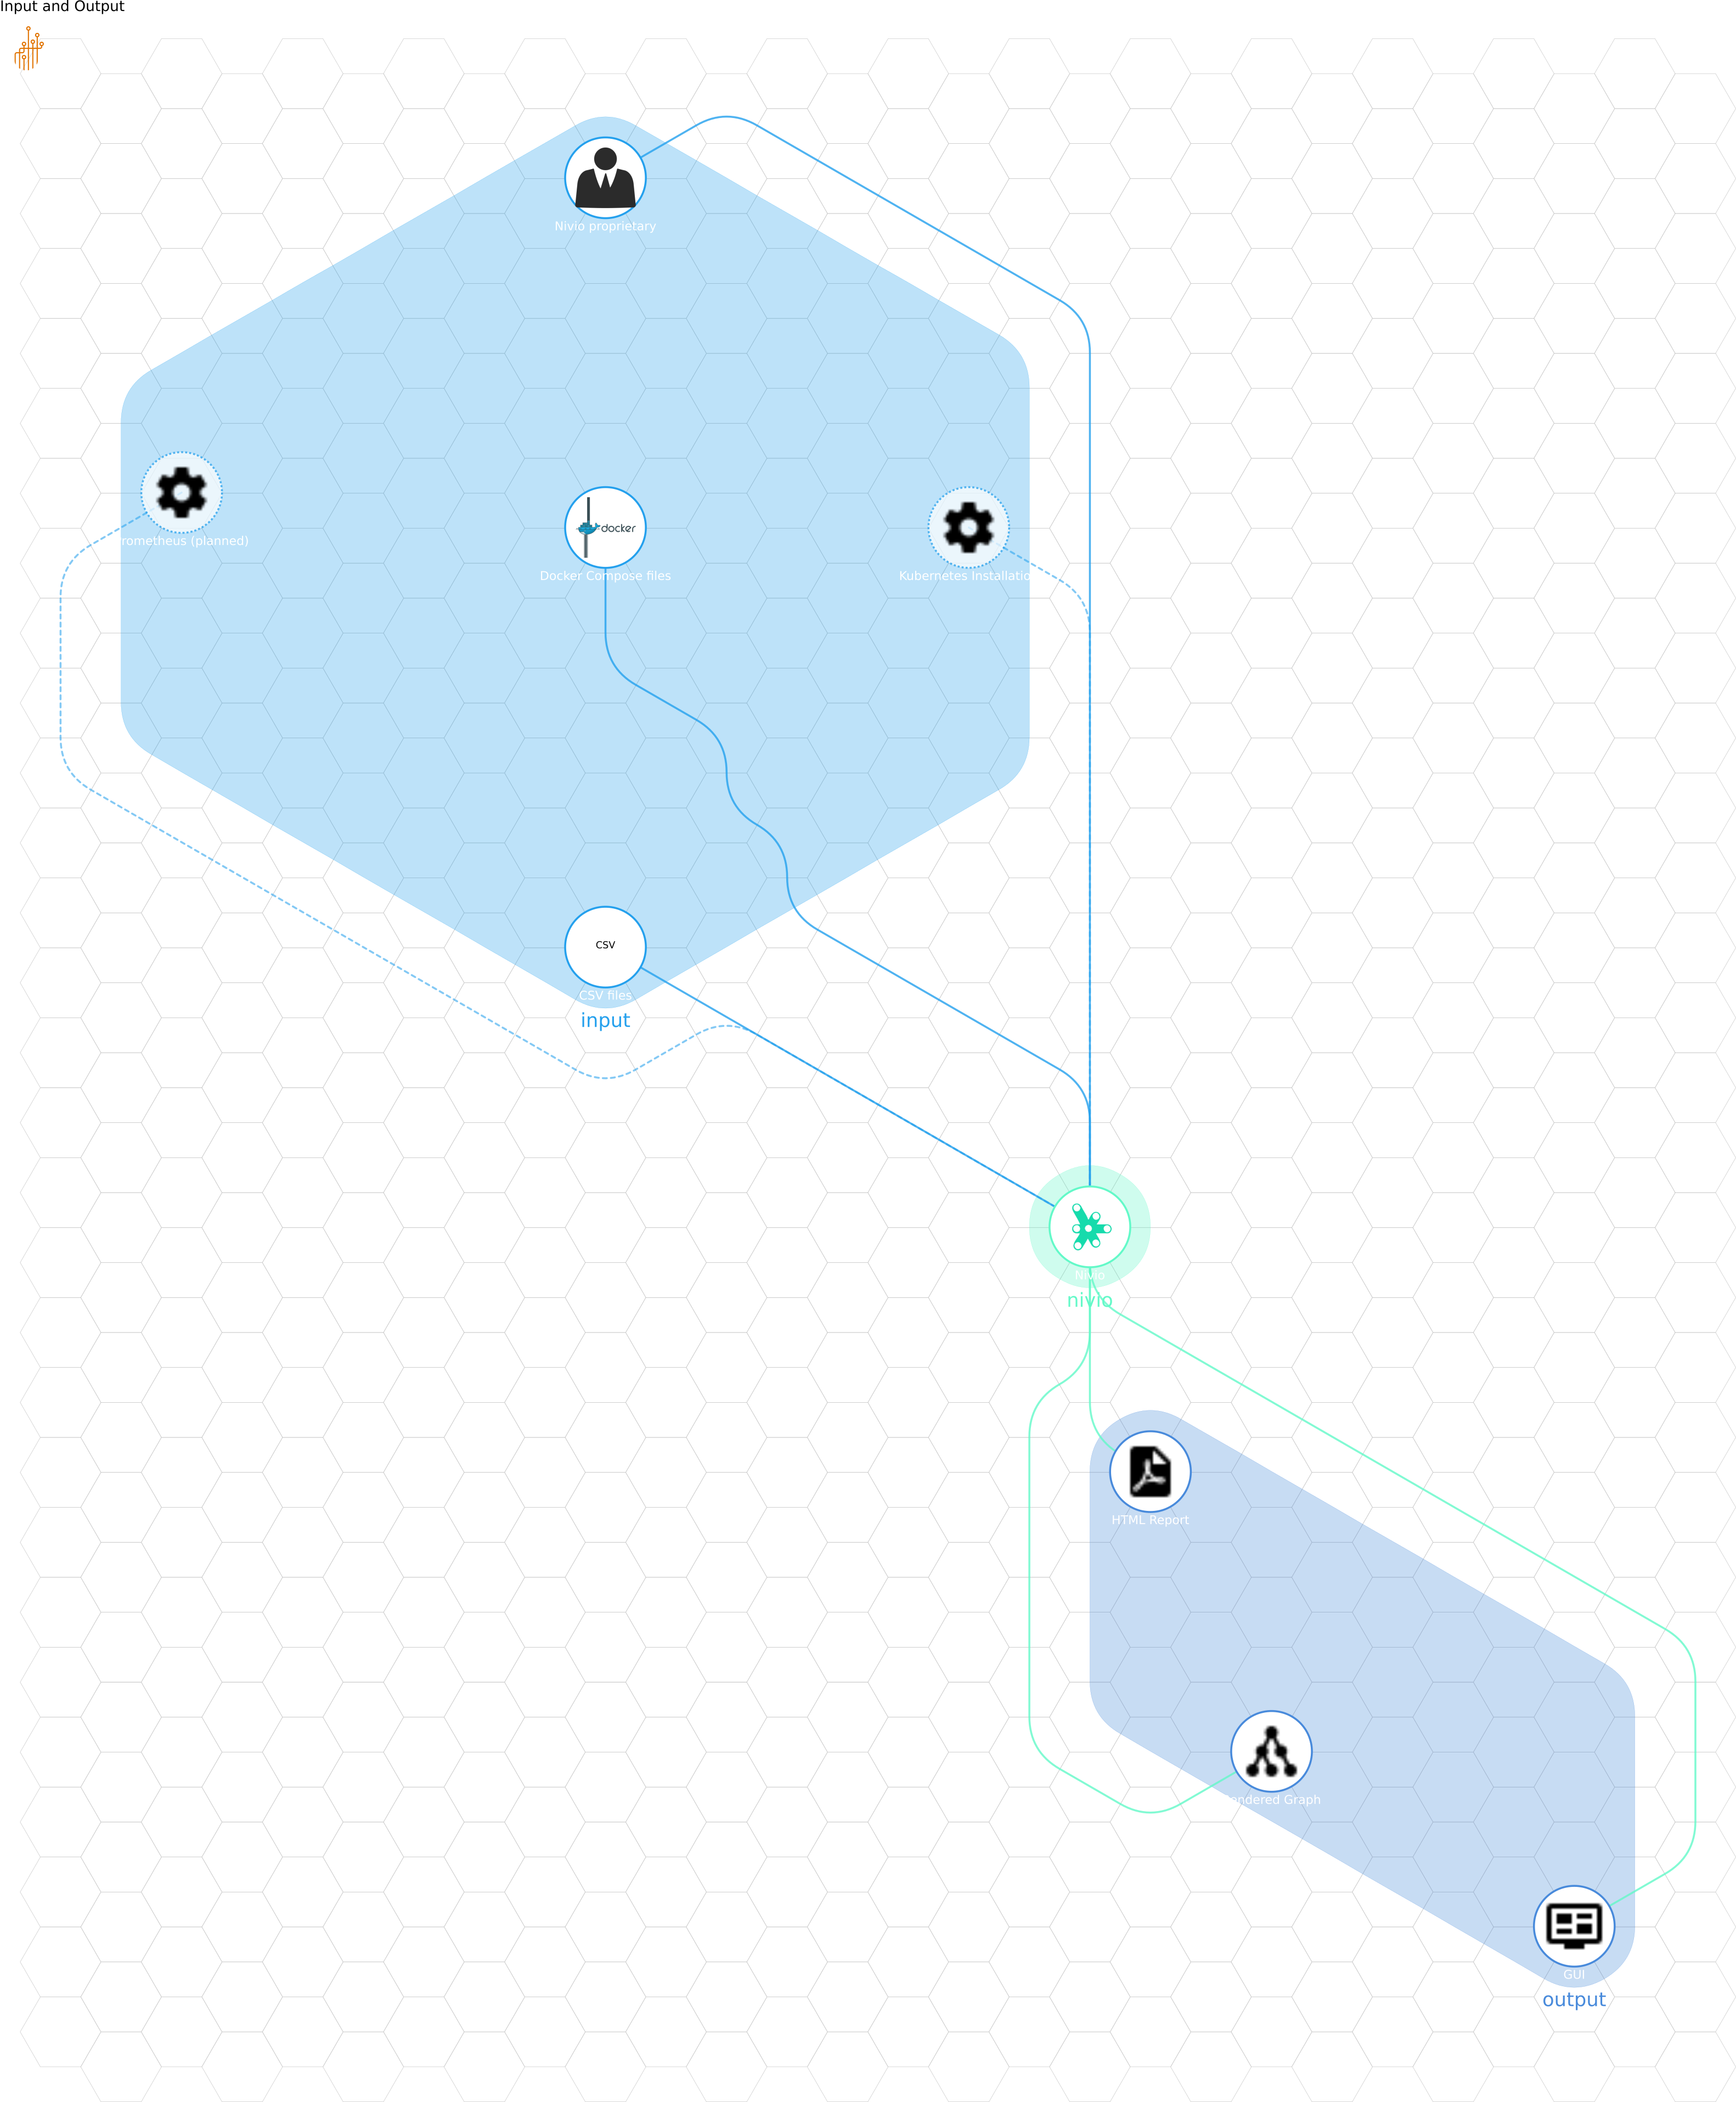 Input and Output
Nivio proprietary
rometheus (planned)
docker
Docker Compose files
Kubernetes Installatio
CSV
CSV files
input
Nivio
nivio
HTML Report
ndered Graph
GUI
output